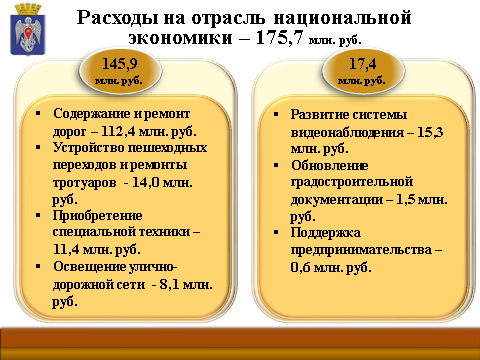 Расходы на отрасль национальной
экономики – 175,7 млн. руб.
145,9
млн. руб.
▪ Содержание и ремонт
дорог – 112,4 млн. руб.
▪ Устройство пешеходных
переходов и ремонты
тротуаров - 14,0 млн.
руб.
▪ Приобретение
специальной техники –
11,4 млн. руб.
▪ Освещение улично-
дорожной сети - 8,1 млн.
руб.
17,4
млн. руб.
▪ Развитие системы
видеонаблюдения – 15,3
млн. руб.
▪ Обновление
градостроительной
документации – 1,5 млн.
руб.
▪ Поддержка
предпринимательства –
0,6 млн. руб.